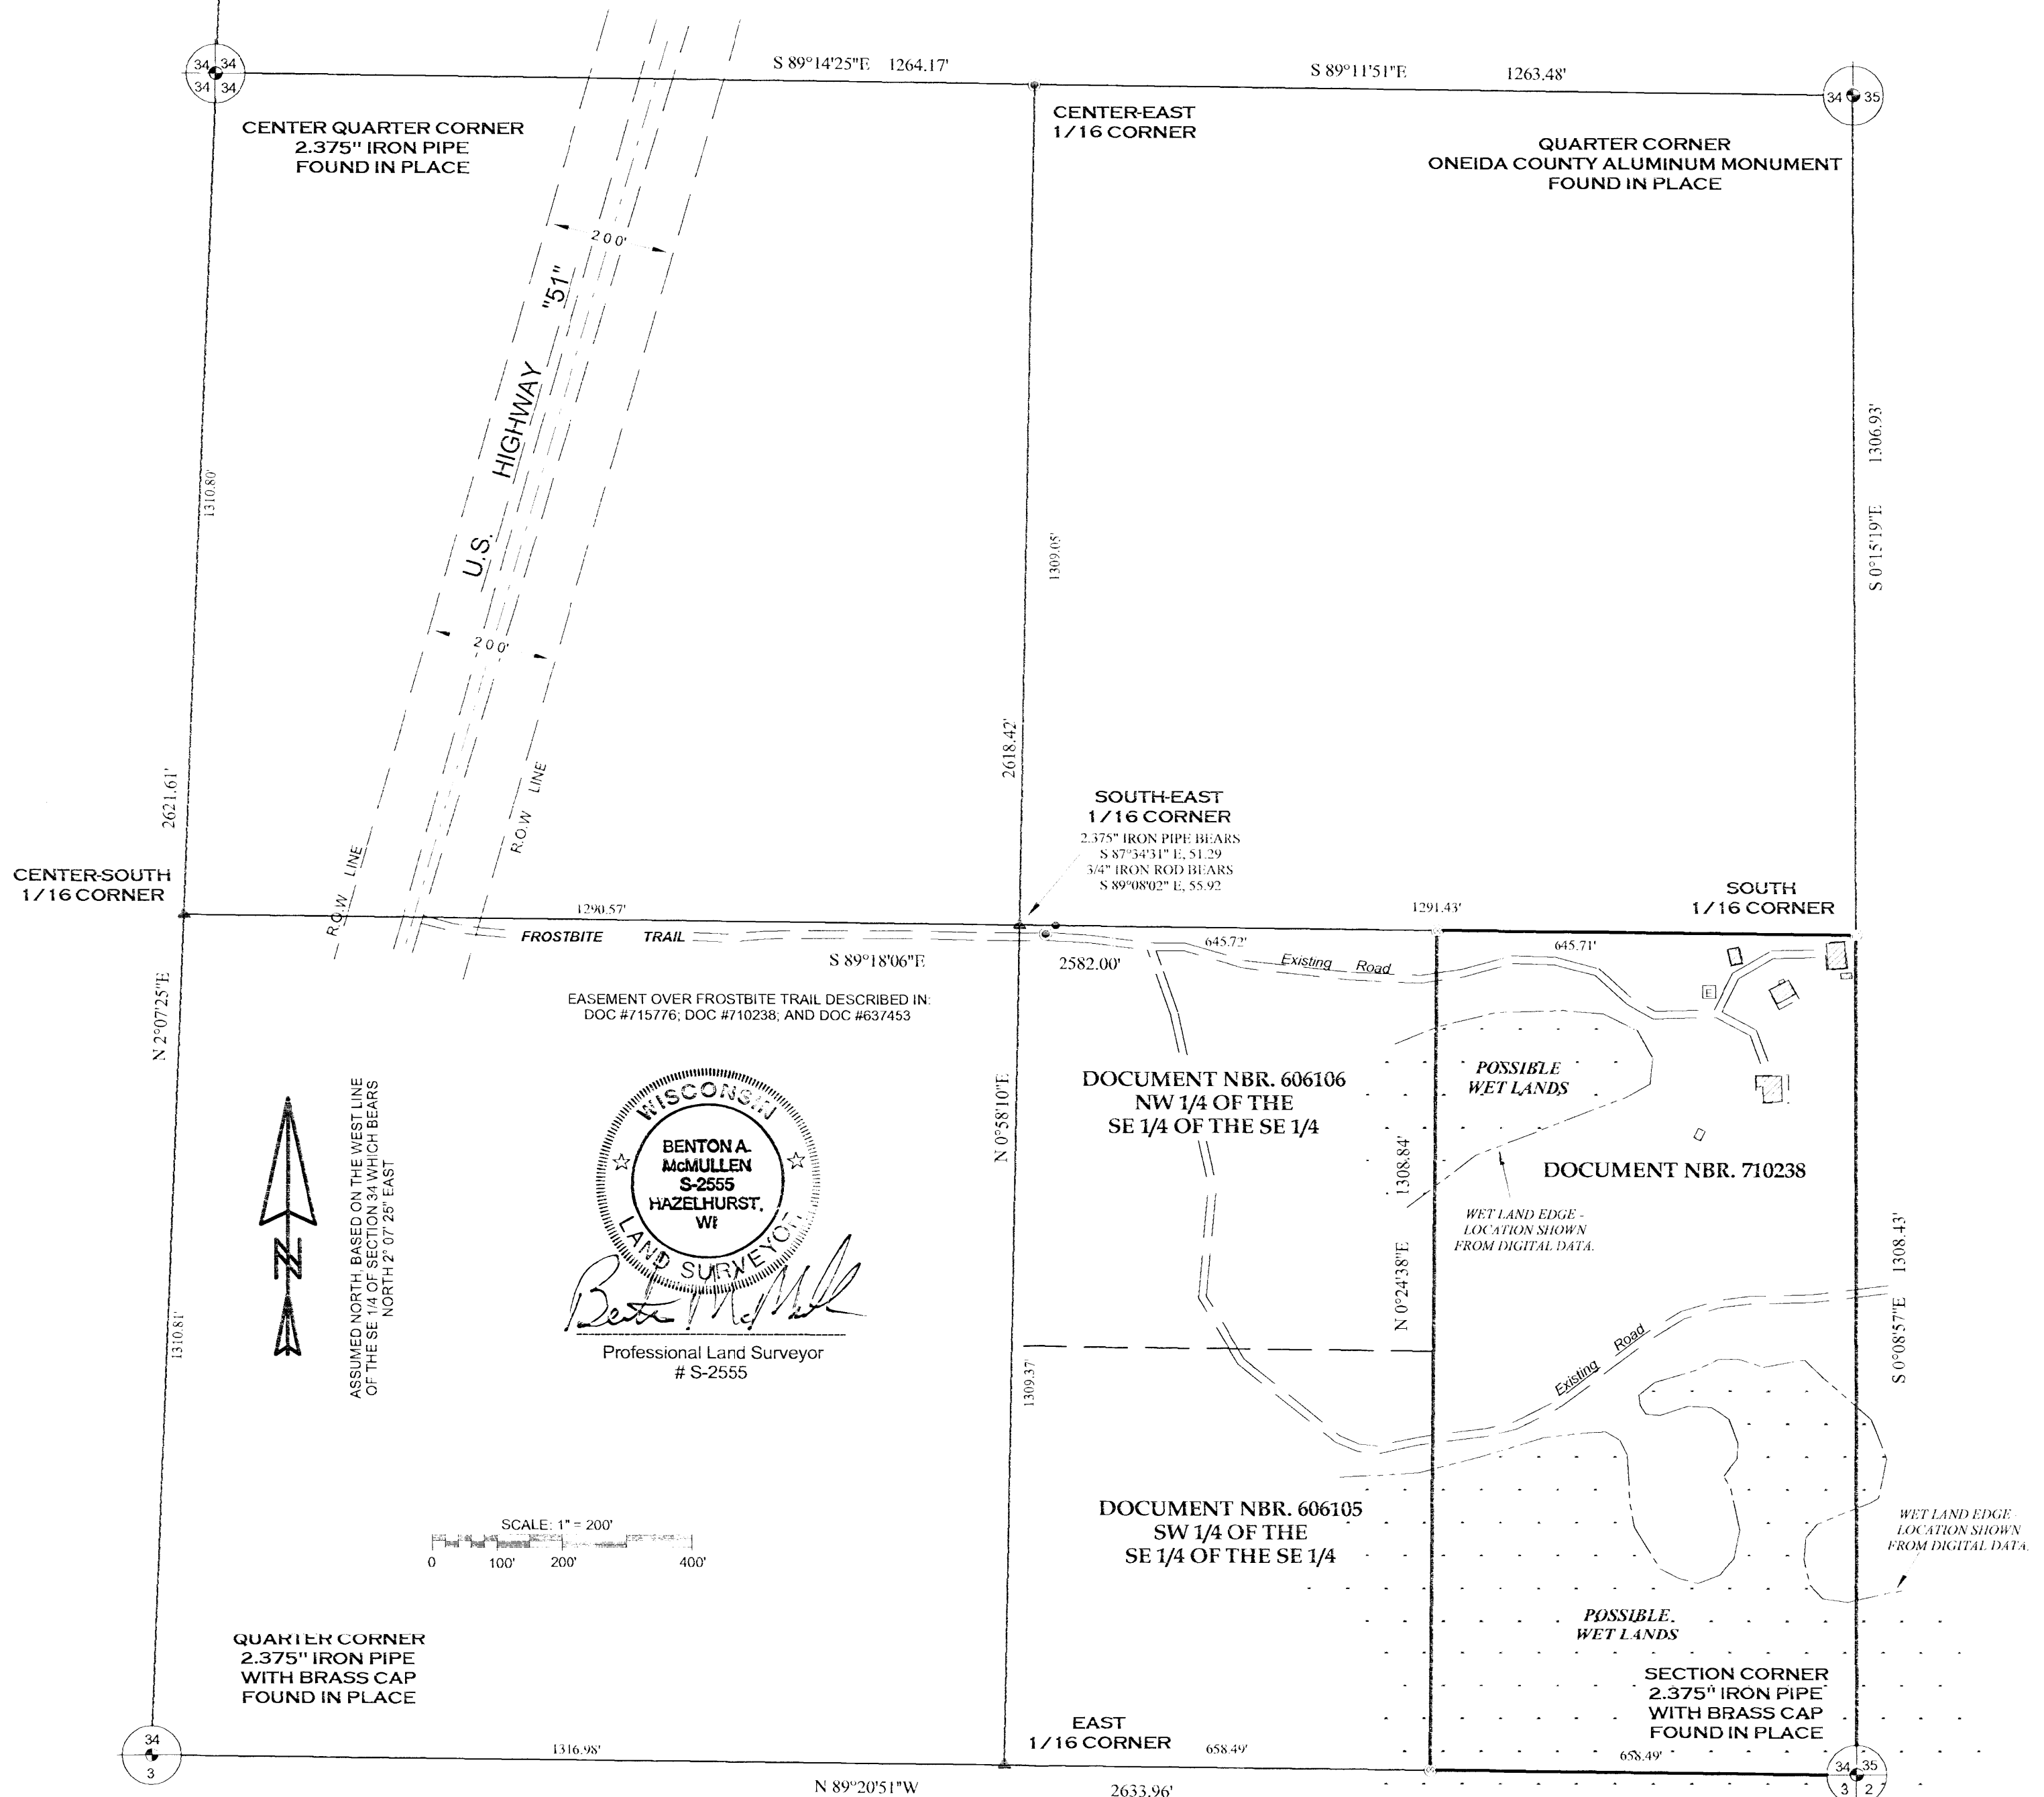 S 89°14'25"E 1264.17'
S 89°11'51"E 1263.48'
34 34
34 34
34 35
CENTER QUARTER CORNER
2.375" IRON PIPE
FOUND IN PLACE
CENTER-EAST
1/16 CORNER
QUARTER CORNER
ONEIDA COUNTY ALUMINUM MONUMENT
FOUND IN PLACE
200'
U.S. HIGHWAY "51"
200'
1310.80'
1309.05'
S 0°15'19"E 1306.93'
2621.61'
2618.42'
R.O.W LINE
R.O.W LINE
CENTER-SOUTH
1/16 CORNER
SOUTH-EAST
1/16 CORNER
2.375" IRON PIPE BEARS
S 87°34'31" E, 51.29
3/4" IRON ROD BEARS
S 89°08'02" E, 55.92
SOUTH
1/16 CORNER
1290.57'
1291.43'
FROSTBITE TRAIL
645.72'
645.71'
S 89°18'06"E
2582.00'
Existing Road
E
EASEMENT OVER FROSTBITE TRAIL DESCRIBED IN:
DOC #715776; DOC #710238; AND DOC #637453
N 2°07'25"E
N 0°58'10"E
DOCUMENT NBR. 606106
NW 1/4 OF THE
SE 1/4 OF THE SE 1/4
POSSIBLE
WET LANDS
1308.84'
N 0°24'38"E
DOCUMENT NBR. 710238
WET LAND EDGE -
LOCATION SHOWN
FROM DIGITAL DATA.
S 0°08'57"E 1308.43'
ASSUMED NORTH, BASED ON THE WEST LINE
OF THE SE 1/4 OF SECTION 34 WHICH BEARS
NORTH 2° 07' 25" EAST
N
WISCONSIN
BENTON A.
McMULLEN
S-2555
HAZELHURST,
WI
LAND SURVEYOR
Professional Land Surveyor
# S-2555
1310.81'
1309.37'
Existing Road
SCALE: 1" = 200'
0 100' 200' 400'
DOCUMENT NBR. 606105
SW 1/4 OF THE
SE 1/4 OF THE SE 1/4
WET LAND EDGE -
LOCATION SHOWN
FROM DIGITAL DATA.
POSSIBLE
WET LANDS
QUARTER CORNER
2.375" IRON PIPE
WITH BRASS CAP
FOUND IN PLACE
SECTION CORNER
2.375" IRON PIPE
WITH BRASS CAP
FOUND IN PLACE
EAST
1/16 CORNER
34
3
1316.98'
658.49'
658.49'
34 35
3 2
N 89°20'51"W
2633.96'